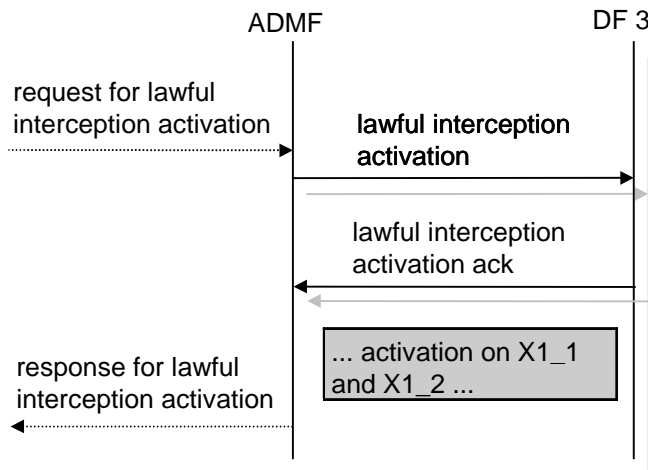 ADMF
DF 3
request for lawful
interception activation
lawful interception
activation
lawful interception
activation ack
... activation on X1_1
and X1_2 ...
response for lawful
interception activation